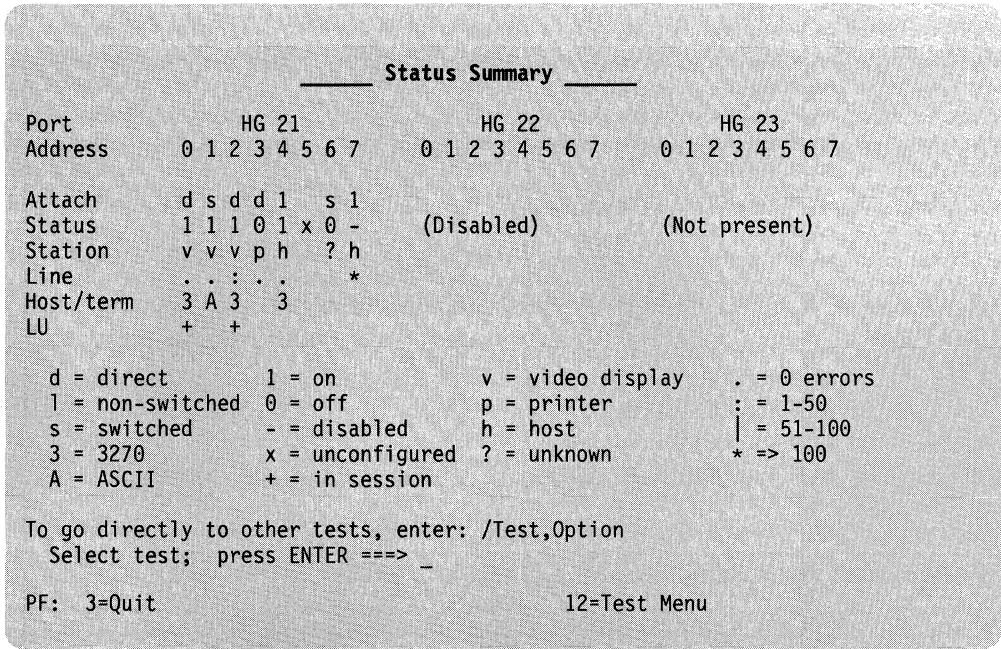 ______ Status Summary ______
Port HG 21 HG 22 HG 23
Address 0 1 2 3 4 5 6 7 0 1 2 3 4 5 6 7 0 1 2 3 4 5 6 7
Attach d s d d l s l
Status 1 1 1 0 1 x 0 - (Disabled) (Not present)
Station v v v p h ? h
Line . . : . . *
Host/term 3 A 3 3
LU + +
d = direct 1 = on v = video display . = 0 errors
l = non-switched 0 = off p = printer : = 1-50
s = switched - = disabled h = host | = 51-100
3 = 3270 x = unconfigured ? = unknown * => 100
A = ASCII + = in session
To go directly to other tests, enter: /Test,Option
Select test; press ENTER ===> _
PF: 3=Quit 12=Test Menu